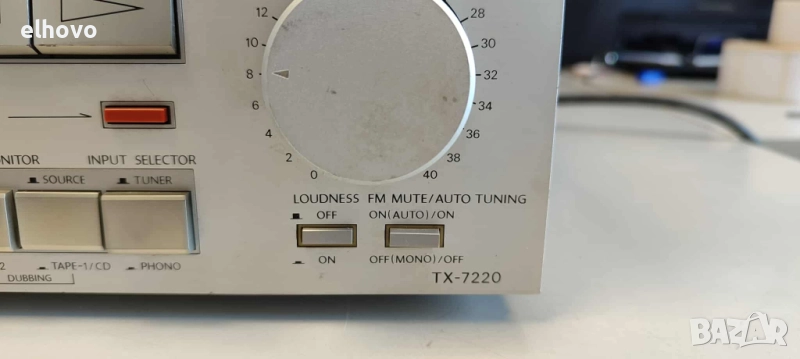 elhovo
12
10
8
6
4
2
0
28
30
32
34
36
38
40
NITOR INPUT SELECTOR
SOURCE TUNER
2 TAPE-1/CD PHONO
DUBBING
LOUDNESS FM MUTE/AUTO TUNING
OFF ON(AUTO)/ON
ON OFF(MONO)/OFF
TX-7220
BAZAR